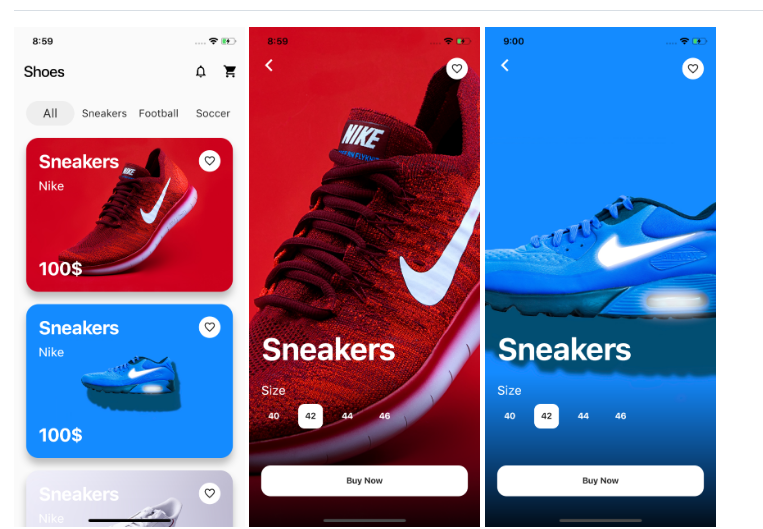 8:59
Shoes
All Sneakers Football Soccer
Sneakers
Nike
NIKE
100$
Sneakers
Nike
100$
Sneakers
Nike
8:59
NIKE
Sneakers
Size
40 42 44 46
Buy Now
9:00
Sneakers
Size
40 42 44 46
Buy Now